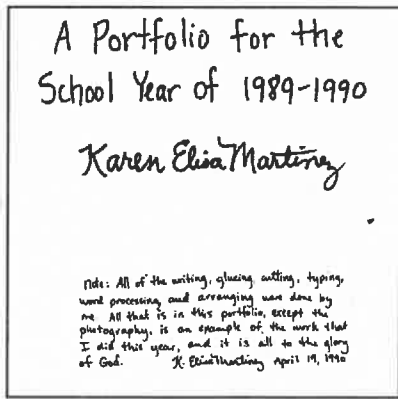 A Portfolio for the
School Year of 1989-1990
Karen Elisa Martinez
Note: All of the writing, glueing, cutting, typing,
word processing, and arranging were done by
me. All that is in this portfolio, except the
photography, is an example of the work that
I did this year, and it is all to the glory
of God. K. Elisa Martinez April 19, 1990